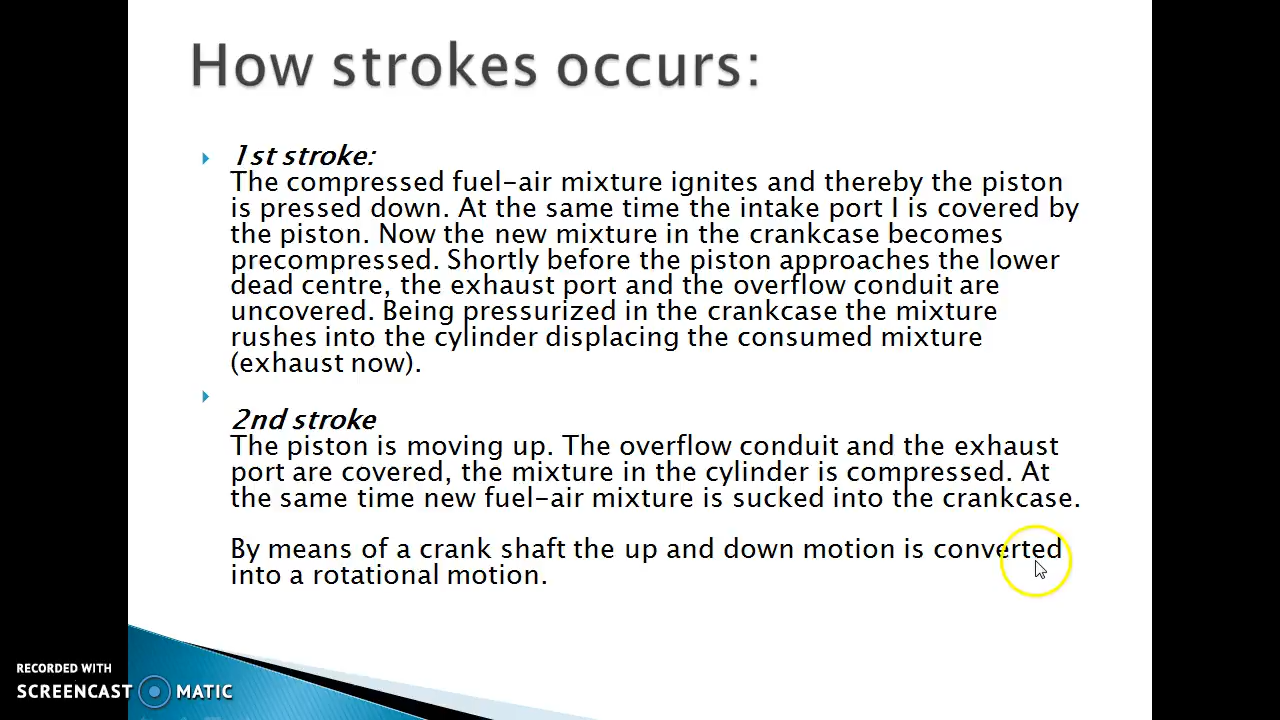 How strokes occurs:
1st stroke:
The compressed fuel-air mixture ignites and thereby the piston
is pressed down. At the same time the intake port I is covered by
the piston. Now the new mixture in the crankcase becomes
precompressed. Shortly before the piston approaches the lower
dead centre, the exhaust port and the overflow conduit are
uncovered. Being pressurized in the crankcase the mixture
rushes into the cylinder displacing the consumed mixture
(exhaust now).
2nd stroke
The piston is moving up. The overflow conduit and the exhaust
port are covered, the mixture in the cylinder is compressed. At
the same time new fuel-air mixture is sucked into the crankcase.
By means of a crank shaft the up and down motion is converted
into a rotational motion.
RECORDED WITH
SCREENCAST MATIC